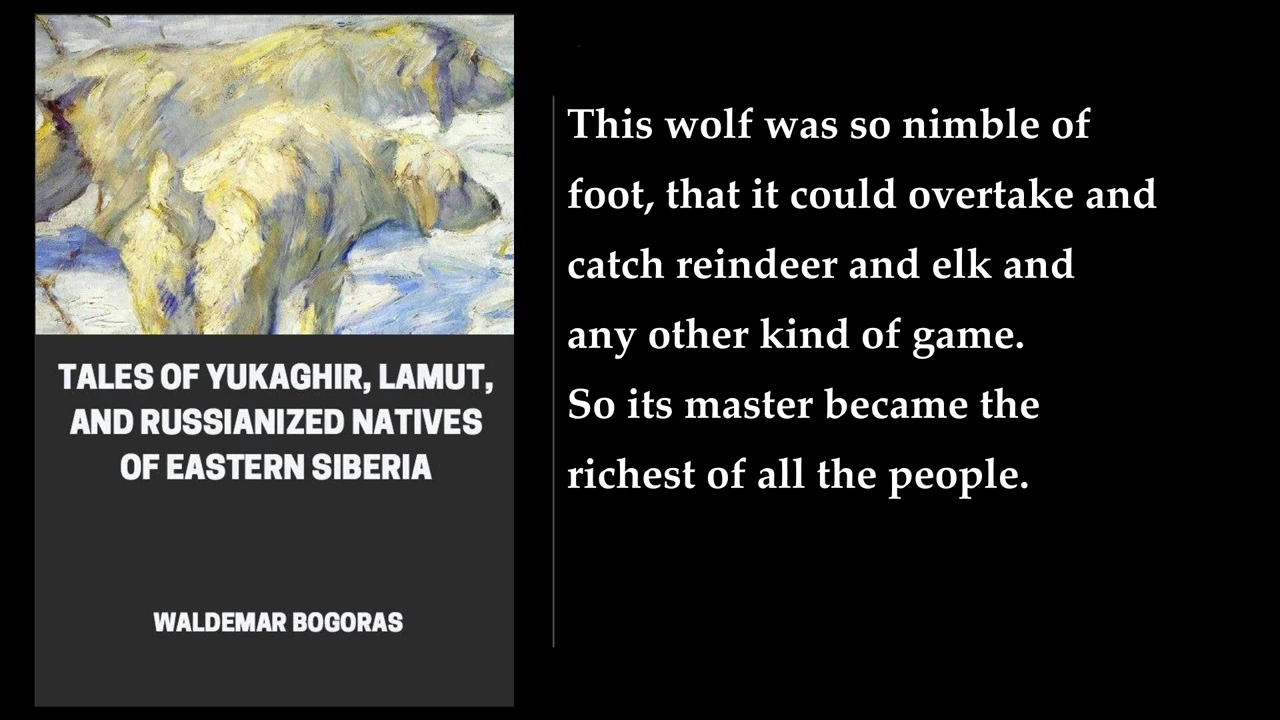 TALES OF YUKAGHIR, LAMUT,
AND RUSSIANIZED NATIVES
OF EASTERN SIBERIA
WALDEMAR BOGORAS
This wolf was so nimble of
foot, that it could overtake and
catch reindeer and elk and
any other kind of game.
So its master became the
richest of all the people.